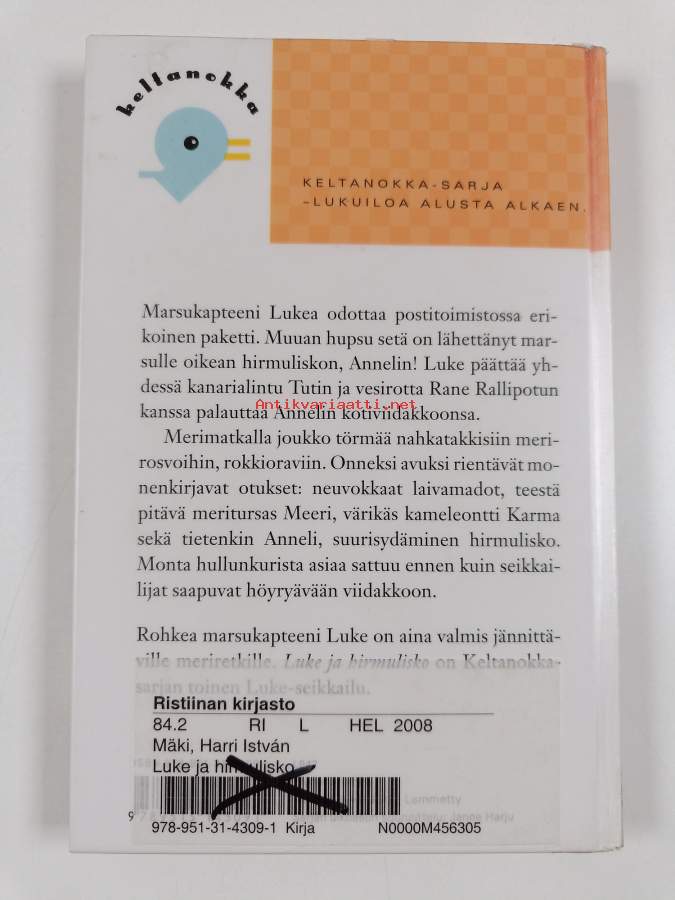 keltanokka
KELTANOKKA-SARJA
–LUKUILOA ALUSTA ALKAEN.
Marsukapteeni Lukea odottaa postitoimistossa eri-
koinen paketti. Muuan hupsu setä on lähettänyt mar-
sulle oikean hirmuliskon, Annelin! Luke päättää yh-
dessä kanarialintu Tutin ja vesirotta Rane Rallipotun
Antikvariaatti.net
kanssa palauttaa Annelin kotiviidakkoonsa.
Merimatkalla joukko törmää nahkatakkisiin meri-
rosvoihin, rokkioraviin. Onneksi avuksi rientävät mo-
nenkirjavat otukset: neuvokkaat laivamadot, teestä
pitävä meritursas Meeri, värikäs kameleontti Karma
sekä tietenkin Anneli, suurisydäminen hirmulisko.
Monta hullunkurista asiaa sattuu ennen kuin seikkai-
lijat saapuvat höyryävään viidakkoon.
Rohkea marsukapteeni Luke on aina valmis jännittä-
ville meriretkille. Luke ja hirmulisko on Keltanokka-
sarjan toinen Luke-seikkailu.
Ristiinan kirjasto
84.2 RI L HEL 2008
Mäki, Harri István
Luke ja hirmulisko
Lammetty
Janne Harju
9
978-951-31-4309-1 Kirja N0000M456305